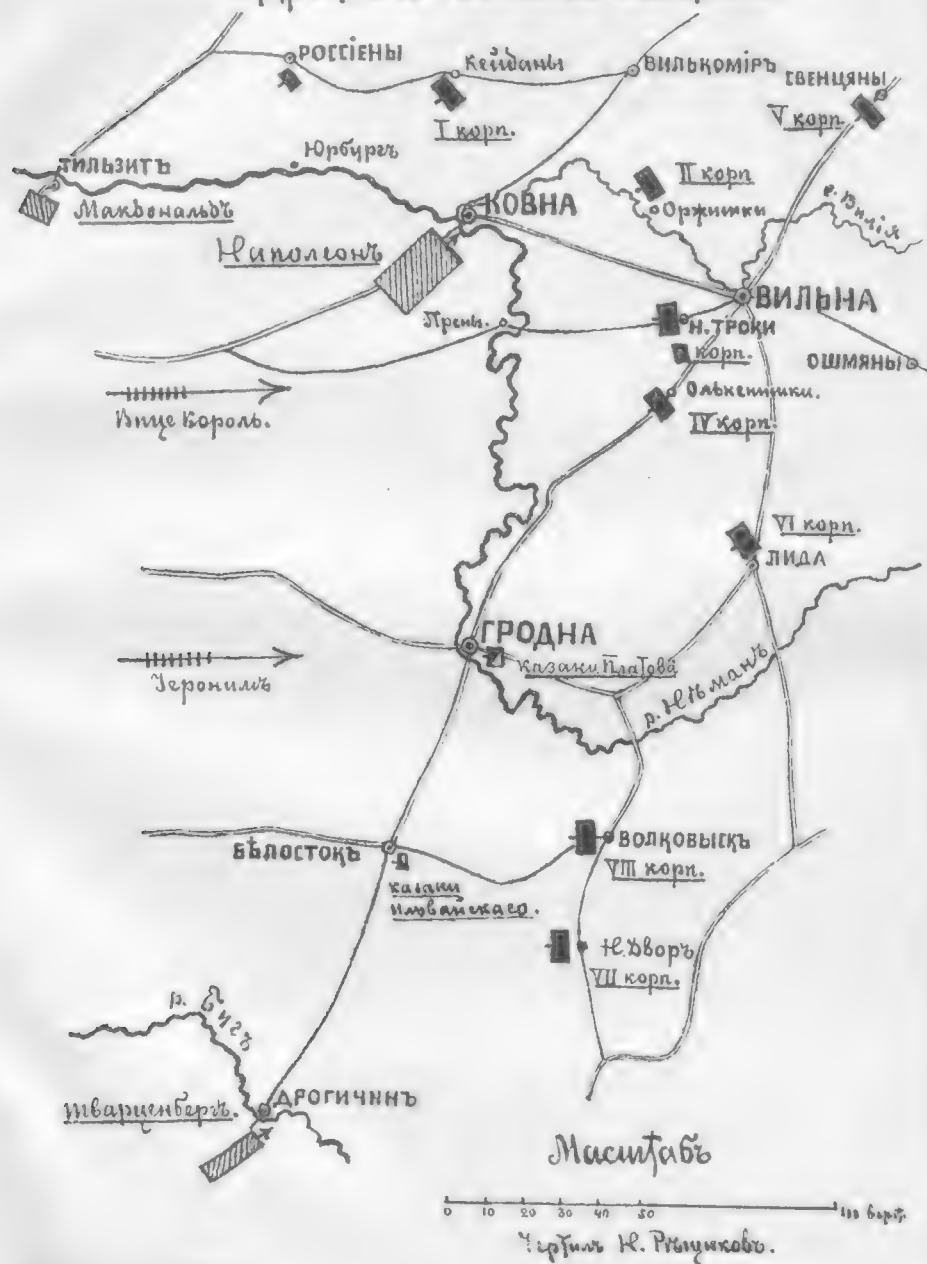 РОССІЕНЫ
Кейданы
ВИЛЬКОМІРЪ
СВЕНЦЯНЫ
I корп.
V корп.
Юрбургъ
ТИЛЬЗИТЪ
II корп
Макдональдъ
КОВНА
Оржишки
р. Вилія
Наполеонъ
ВИЛЬНА
Прены.
Н. ТРОКИ
корп.
ОШМЯНЫ
Вице Король.
Олькеники.
IV корп.
VI корп.
ЛИДА
ГРОДНА
казаки Платова
р. Нѣманъ
Іеронимъ
БѢЛОСТОКЪ
ВОЛКОВЫСКЪ
VIII корп.
казаки
Иловайскаго.
Н. Дворъ
VII корп.
р. Бугъ
Шварценбергъ.
ДРОГИЧИНЪ
Масштабъ
0 10 20 30 40 50 100 верст.
Чертилъ Н.